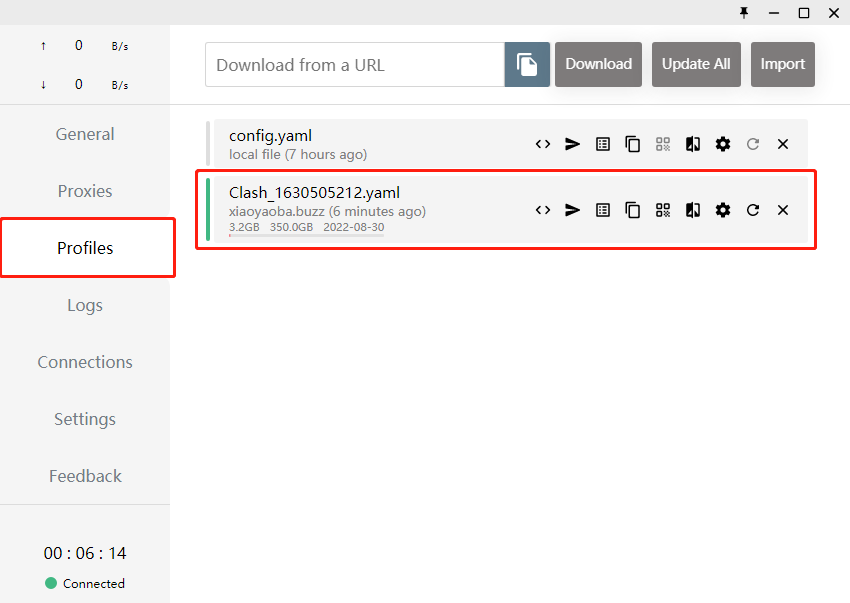 ↑ 0 B/s
↓ 0 B/s
General
Proxies
Profiles
Logs
Connections
Settings
Feedback
00 : 06 : 14
Connected
Download from a URL
Download
Update All
Import
config.yaml
local file (7 hours ago)
Clash_1630505212.yaml
xiaoyaoba.buzz (6 minutes ago)
3.2GB 350.0GB 2022-08-30